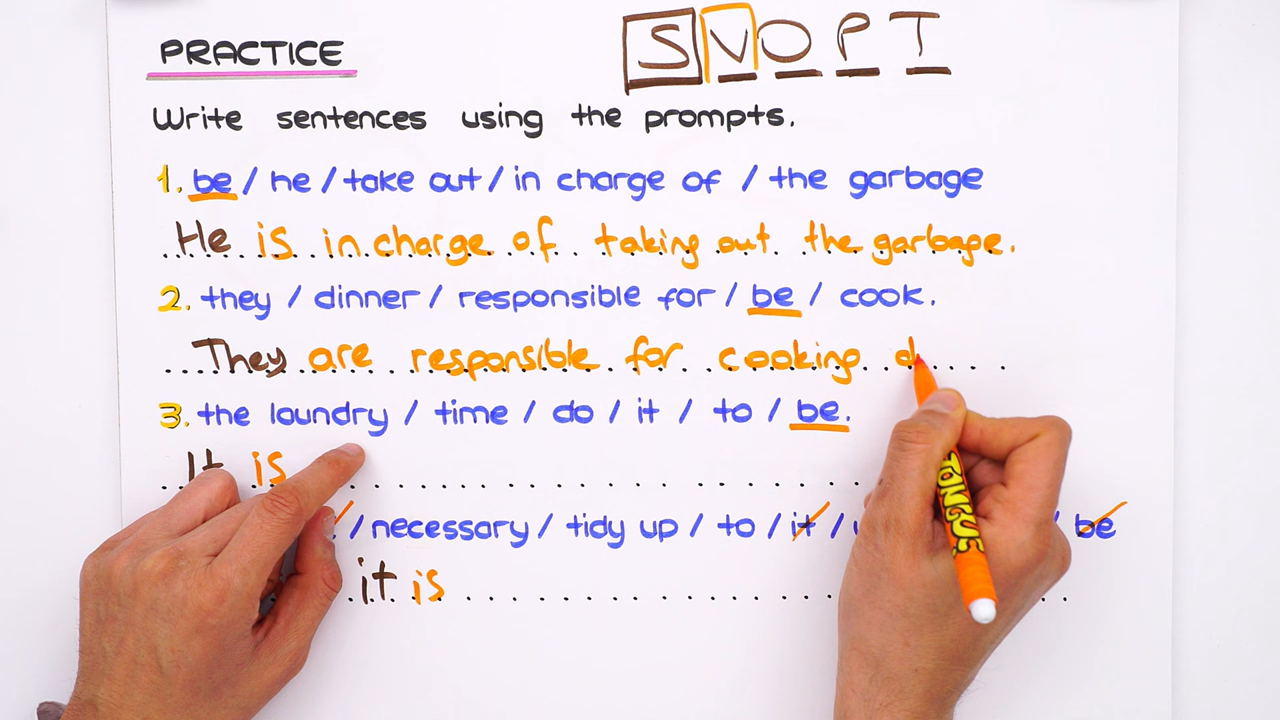 PRACTICE
S V O P T
Write sentences using the prompts.
1. be / he / take out / in charge of / the garbage
He is in charge of taking out the garbage.
2. they / dinner / responsible for / be / cook.
They are responsible for cooking d
3. the laundry / time / do / it / to / be.
It is
/ necessary / tidy up / to / it / / be
it is
TONGUE